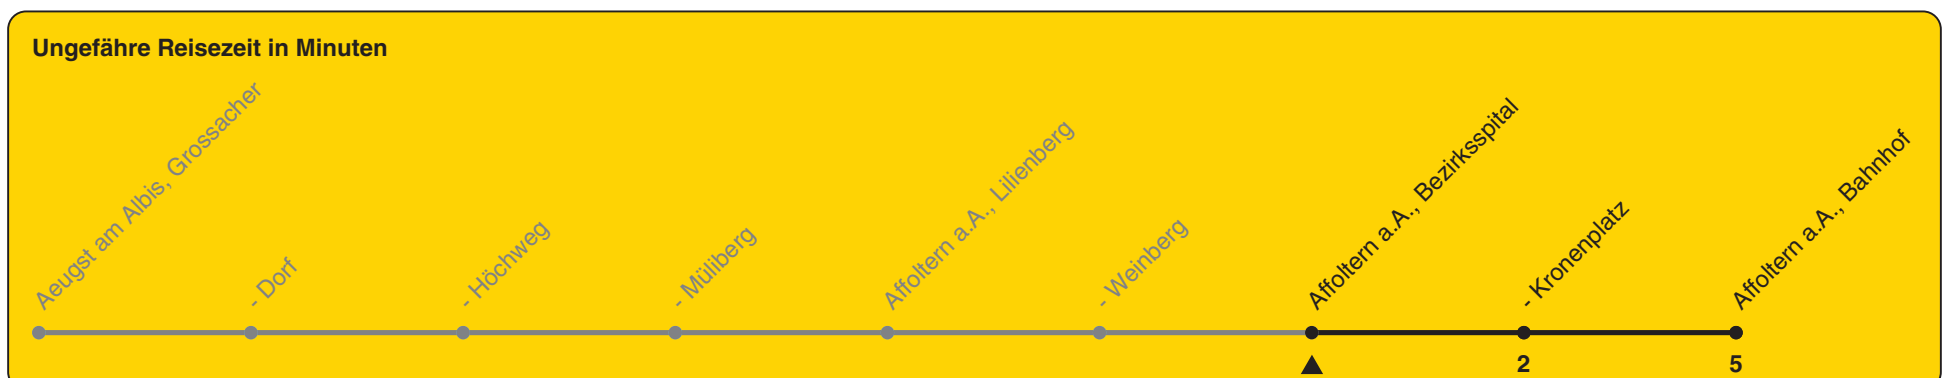 Ungefähre Reisezeit in Minuten
Aeugst am Albis, Grossacher
- Dorf
- Höchweg
- Müliberg
Affoltern a.A., Lilienberg
- Weinberg
Affoltern a.A., Bezirksspital
- Kronenplatz
Affoltern a.A., Bahnhof
2
5